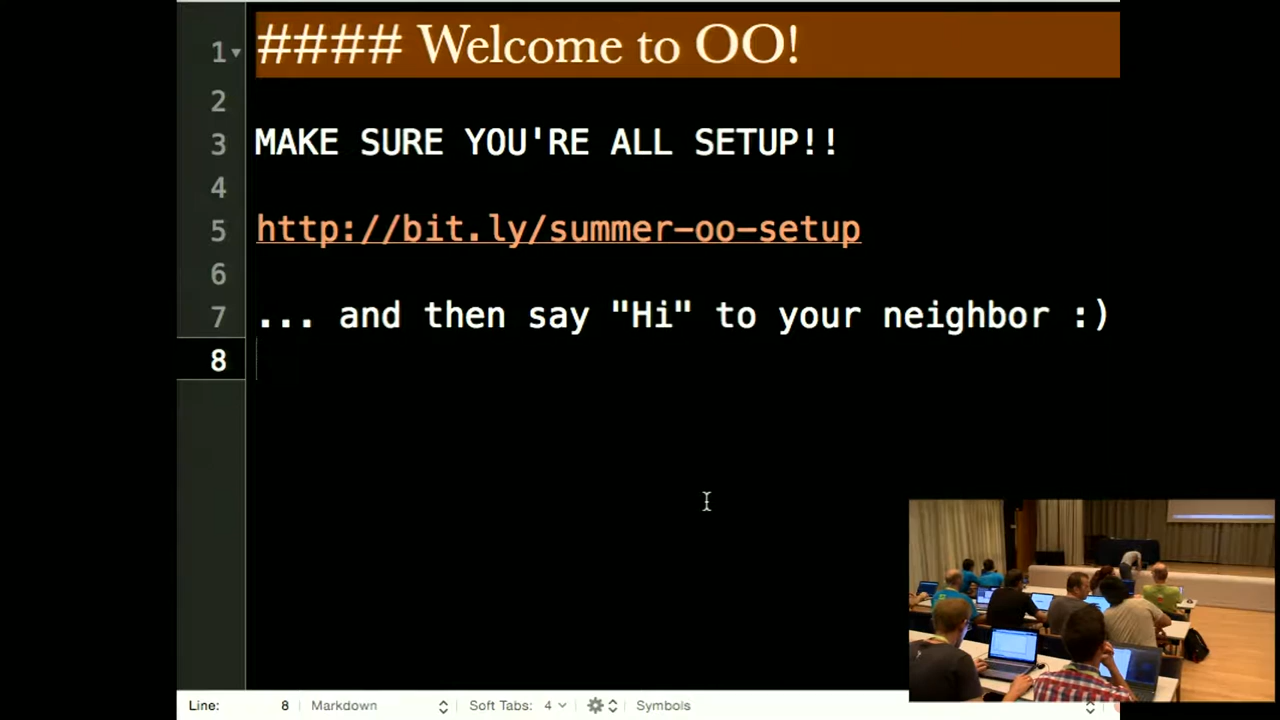 1 #### Welcome to OO!
2
3 MAKE SURE YOU'RE ALL SETUP!!
4
5 http://bit.ly/summer-oo-setup
6
7 ... and then say "Hi" to your neighbor :)
8
Line: 8 Markdown Soft Tabs: 4 Symbols